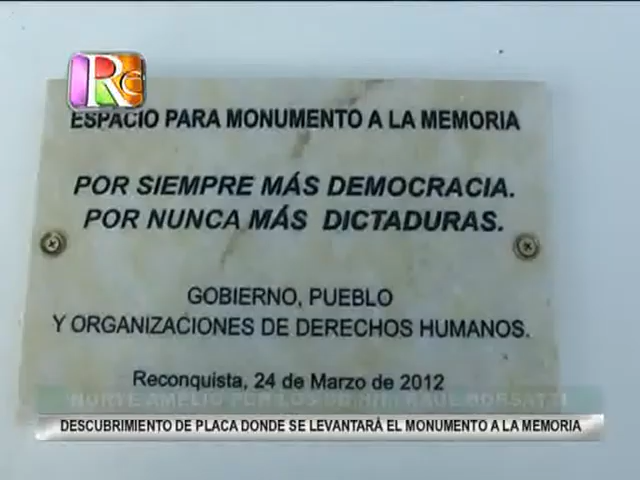 RC
ESPACIO PARA MONUMENTO A LA MEMORIA
POR SIEMPRE MÁS DEMOCRACIA.
POR NUNCA MÁS DICTADURAS.
GOBIERNO, PUEBLO
Y ORGANIZACIONES DE DERECHOS HUMANOS.
Reconquista, 24 de Marzo de 2012
DESCUBRIMIENTO DE PLACA DONDE SE LEVANTARÁ EL MONUMENTO A LA MEMORIA